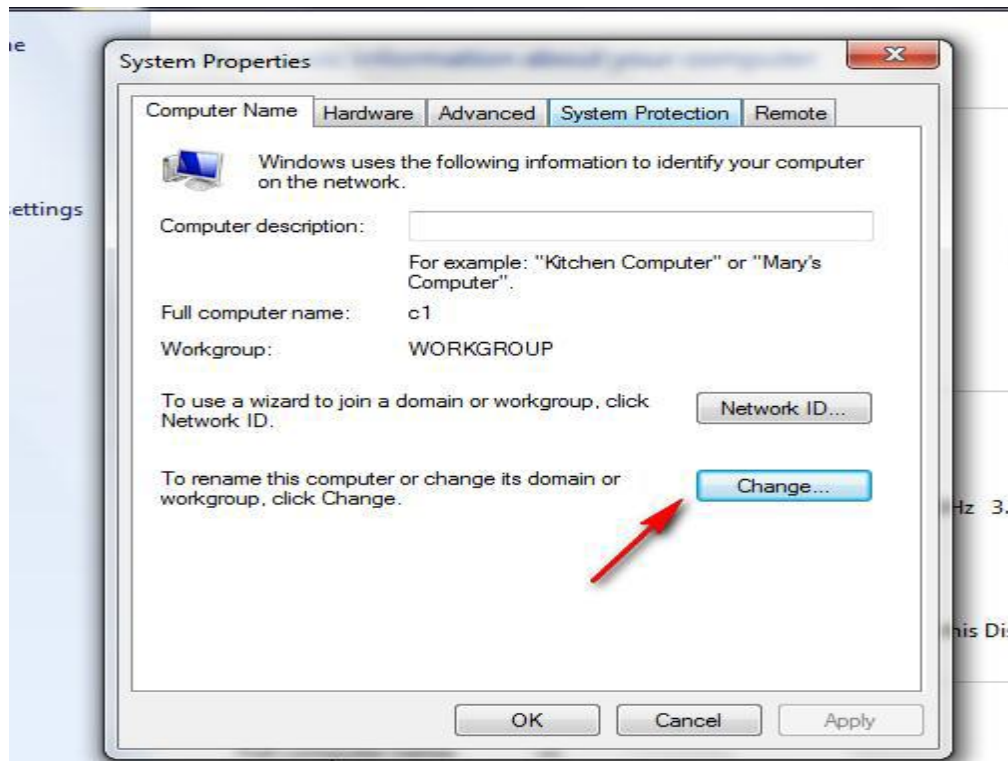 System Properties
Computer Name Hardware Advanced System Protection Remote
Windows uses the following information to identify your computer
on the network.
ettings
Computer description:
For example: "Kitchen Computer" or "Mary's
Computer".
Full computer name: c1
Workgroup: WORKGROUP
To use a wizard to join a domain or workgroup, click
Network ID.
Network ID...
To rename this computer or change its domain or
workgroup, click Change.
Change...
Hz 3.
his Di
OK Cancel Apply